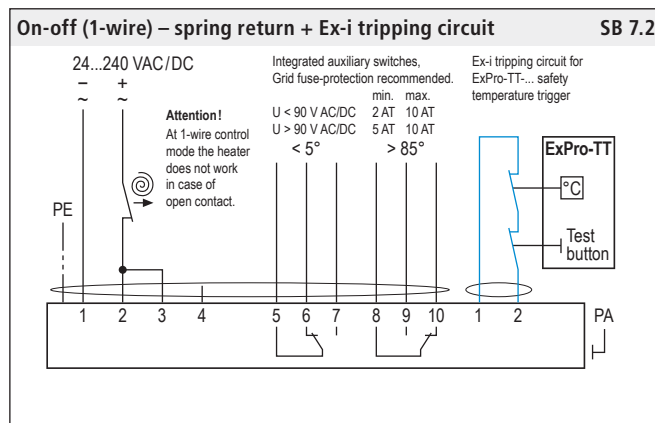 On-off (1-wire) – spring return + Ex-i tripping circuit SB 7.2
24...240 VAC/DC
– +
~ ~
Attention!
At 1-wire control
mode the heater
does not work
in case of
open contact.
PE
Integrated auxiliary switches,
Grid fuse-protection recommended.
min. max.
U < 90 V AC/DC 2 AT 10 AT
U > 90 V AC/DC 5 AT 10 AT
< 5° > 85°
Ex-i tripping circuit for
ExPro-TT-... safety
temperature trigger
ExPro-TT
°C
Test
button
1 2 3 4 5 6 7 8 9 10 1 2 PA